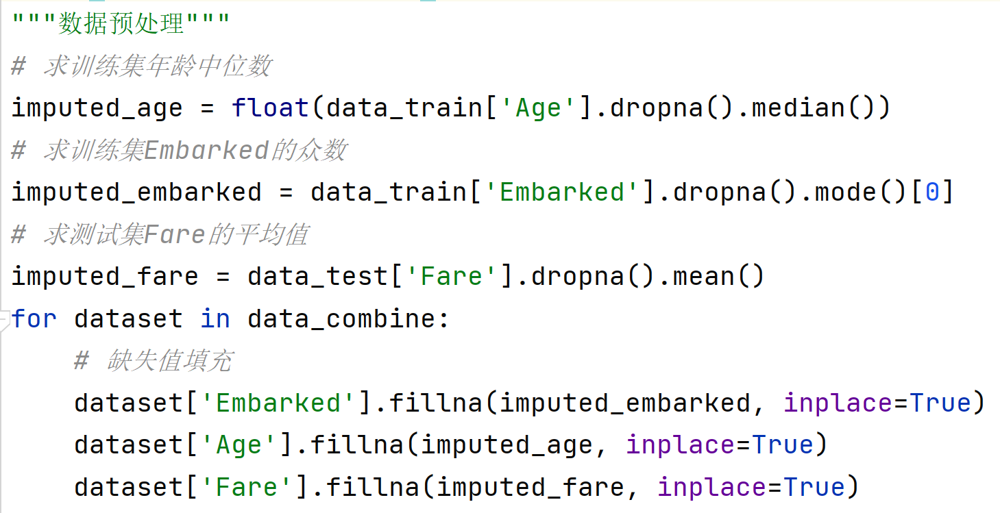 """数据预处理"""
# 求训练集年龄中位数
imputed_age = float(data_train['Age'].dropna().median())
# 求训练集Embarked的众数
imputed_embarked = data_train['Embarked'].dropna().mode()[0]
# 求测试集Fare的平均值
imputed_fare = data_test['Fare'].dropna().mean()
for dataset in data_combine:
    # 缺失值填充
    dataset['Embarked'].fillna(imputed_embarked, inplace=True)
    dataset['Age'].fillna(imputed_age, inplace=True)
    dataset['Fare'].fillna(imputed_fare, inplace=True)